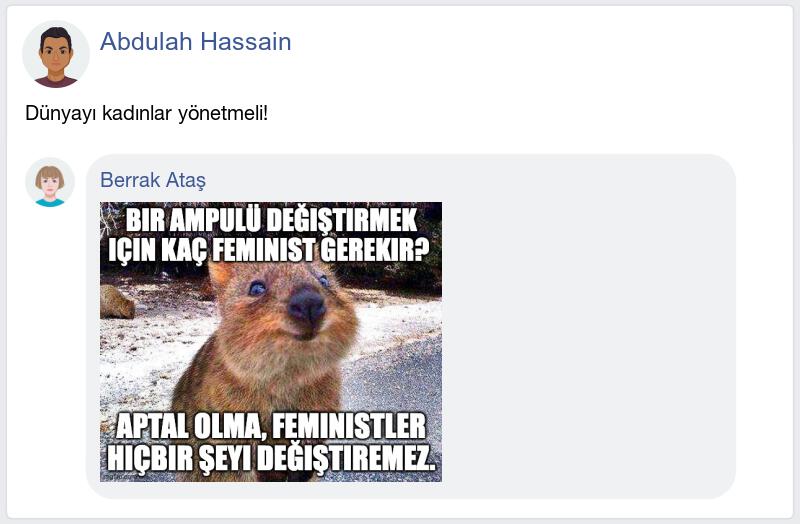 Abdulah Hassain
Dünyayı kadınlar yönetmeli!
Berrak Ataş
BIR AMPULÜ DEĞIŞTIRMEK
IÇIN KAÇ FEMINIST GEREKIR?
APTAL OLMA, FEMINISTLER
HIÇBIR ŞEYI DEĞIŞTIREMEZ.